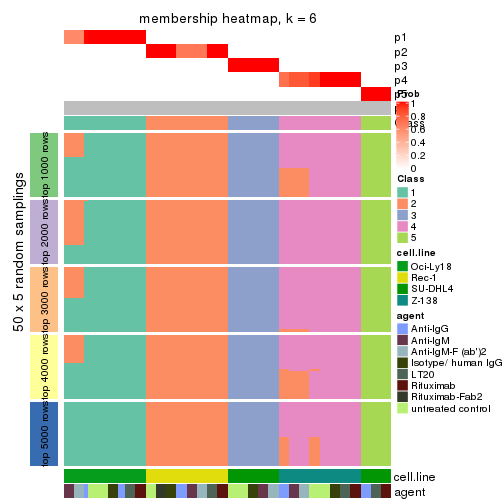 membership heatmap, k = 6
p1
p2
p3
p4
Prob
1
0.8
0.6
0.4
0.2
0
Class
1
2
3
4
5
cell.line
Oci-Ly18
Rec-1
SU-DHL4
Z-138
agent
Anti-IgG
Anti-IgM
Anti-IgM-F (ab')2
Isotype/ human IgG
LT20
Rituximab
Rituximab-Fab2
untreated control
50 x 5 random samplings
top 1000 rows
top 2000 rows
top 3000 rows
top 4000 rows
top 5000 rows
cell.line
agent